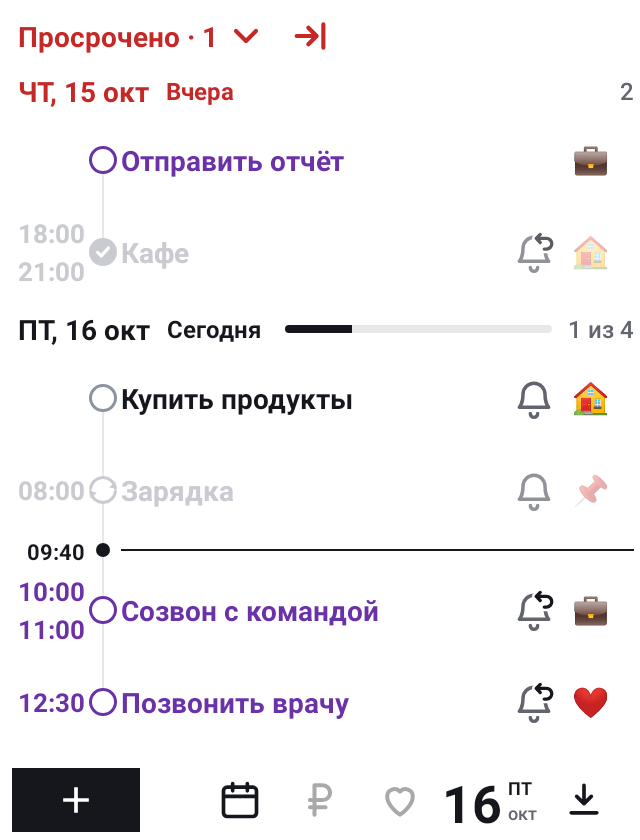 Просрочено · 1
ЧТ, 15 окт Вчера 2
Отправить отчёт
18:00
21:00
Кафе
ПТ, 16 окт Сегодня 1 из 4
Купить продукты
08:00 Зарядка
09:40
10:00
11:00
Созвон с командой
12:30 Позвонить врачу
+ ₽ 16 ПТ
окт